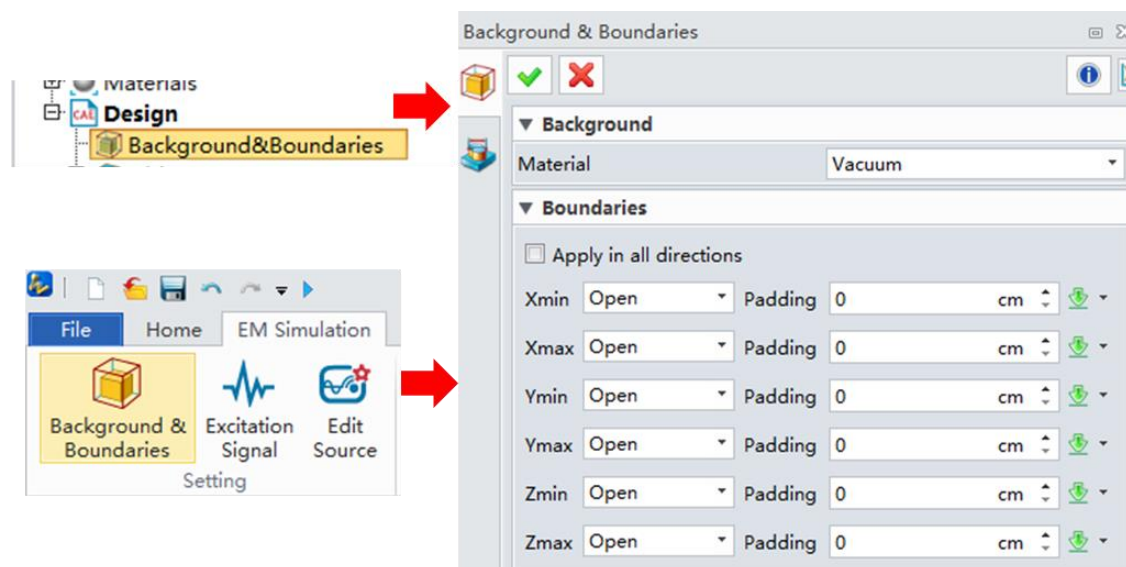 Materials
CAL Design
Background&Boundaries
File Home EM Simulation
Background & Boundaries
Excitation Signal
Edit Source
Setting
Background & Boundaries
Background
Material Vacuum
Boundaries
Apply in all directions
Xmin Open Padding 0 cm
Xmax Open Padding 0 cm
Ymin Open Padding 0 cm
Ymax Open Padding 0 cm
Zmin Open Padding 0 cm
Zmax Open Padding 0 cm